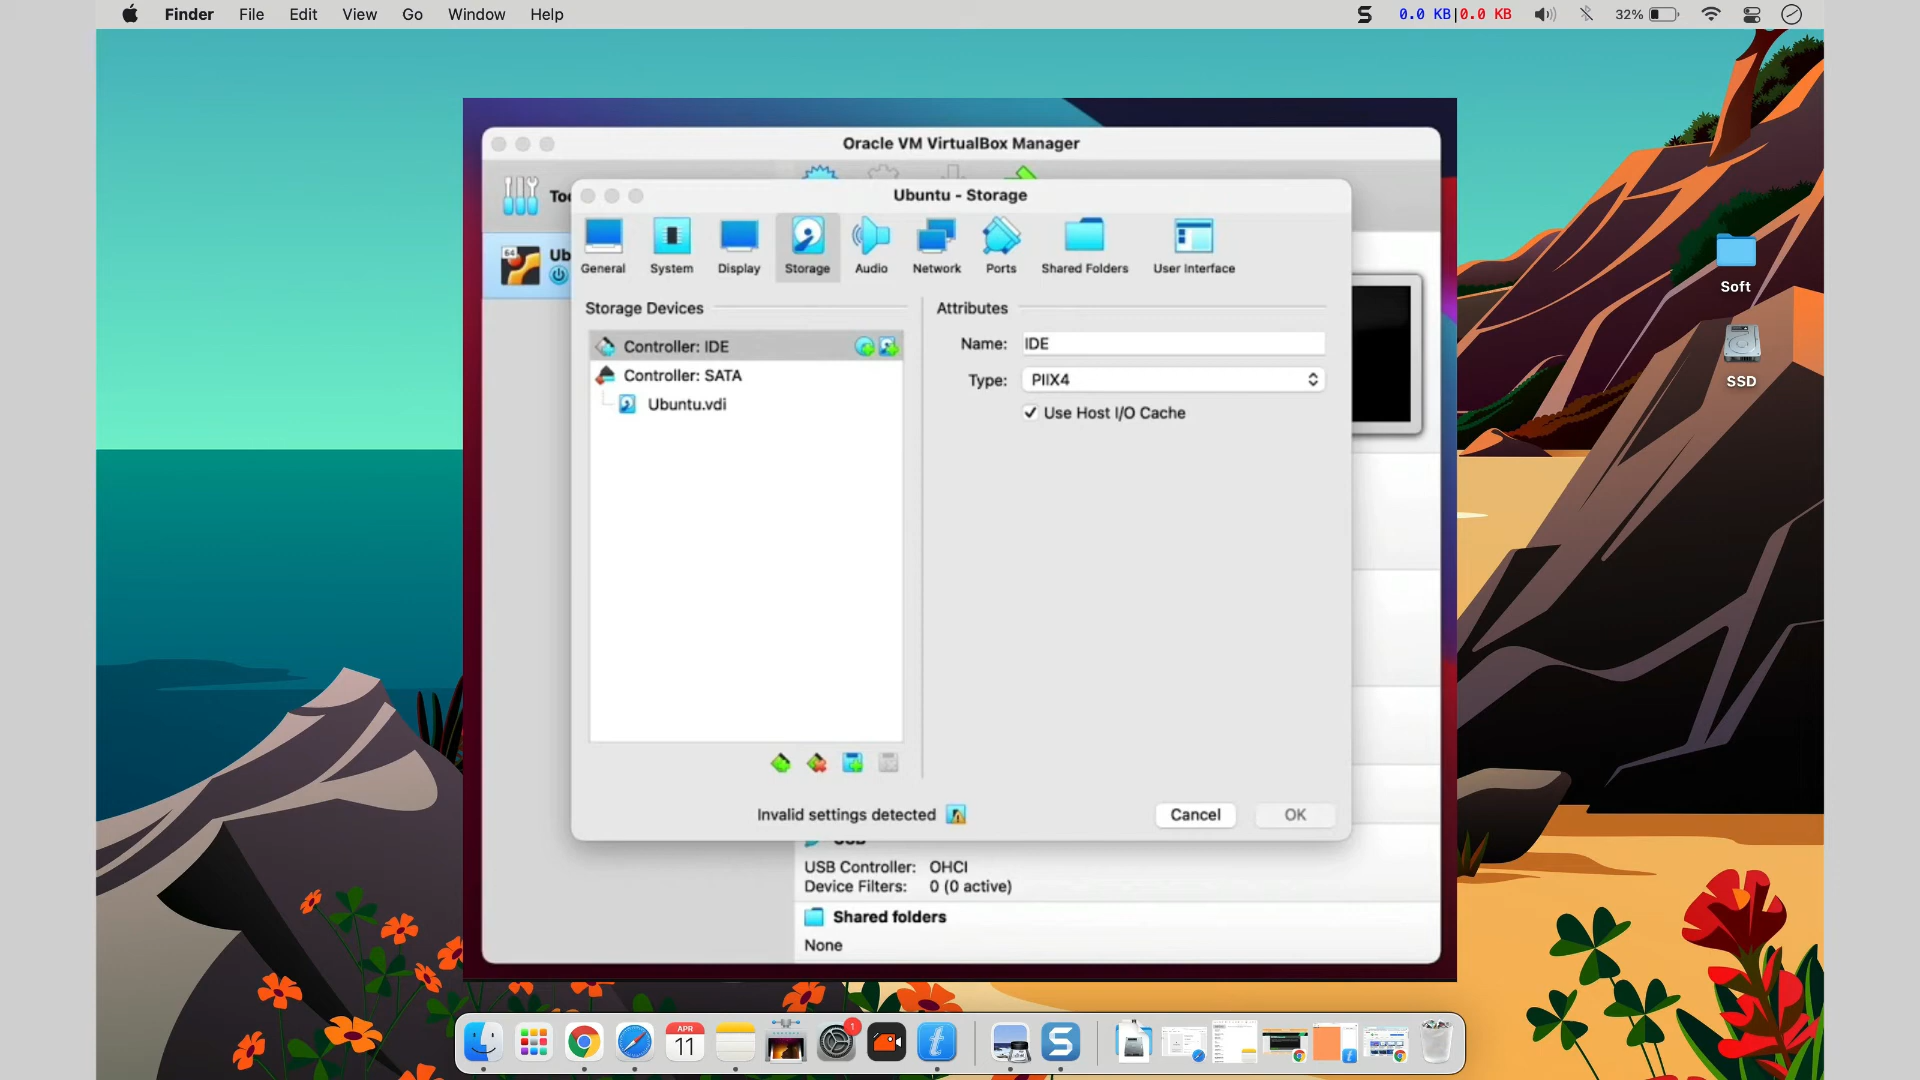 Finder File Edit View Go Window Help
0.0 KB|0.0 KB 32%
Oracle VM VirtualBox Manager
Ubuntu - Storage
64
General System Display Storage Audio Network Ports Shared Folders User Interface
Storage Devices
Attributes
Controller: IDE
Name: IDE
Controller: SATA
Type: PIIX4
Ubuntu.vdi
Use Host I/O Cache
Invalid settings detected
Cancel
OK
USB
USB Controller: OHCI
Device Filters: 0 (0 active)
Shared folders
None
Soft
SSD
APR
11
1